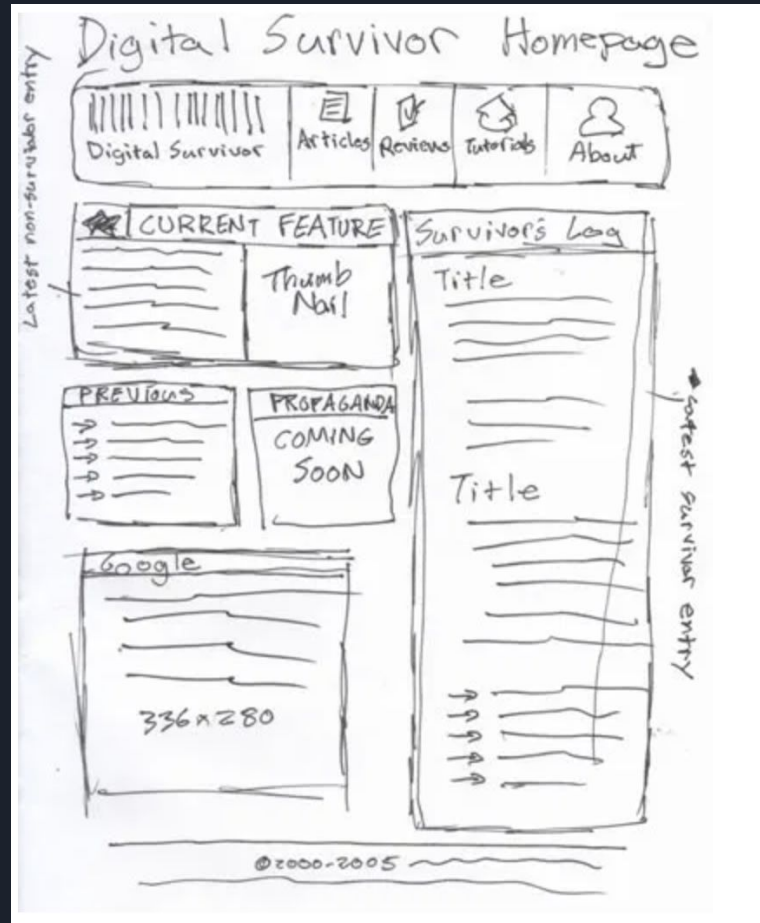 Digital Survivor Homepage
Latest non-survivor entry
Digital Survivor
Articles
Reviews
Tutorials
About
CURRENT FEATURE
Thumb
Nail
Survivor's Log
Title
PREVIOUS
PROPAGANDA
COMING
SOON
Title
Latest survivor entry
Google
336x280
©2000-2005